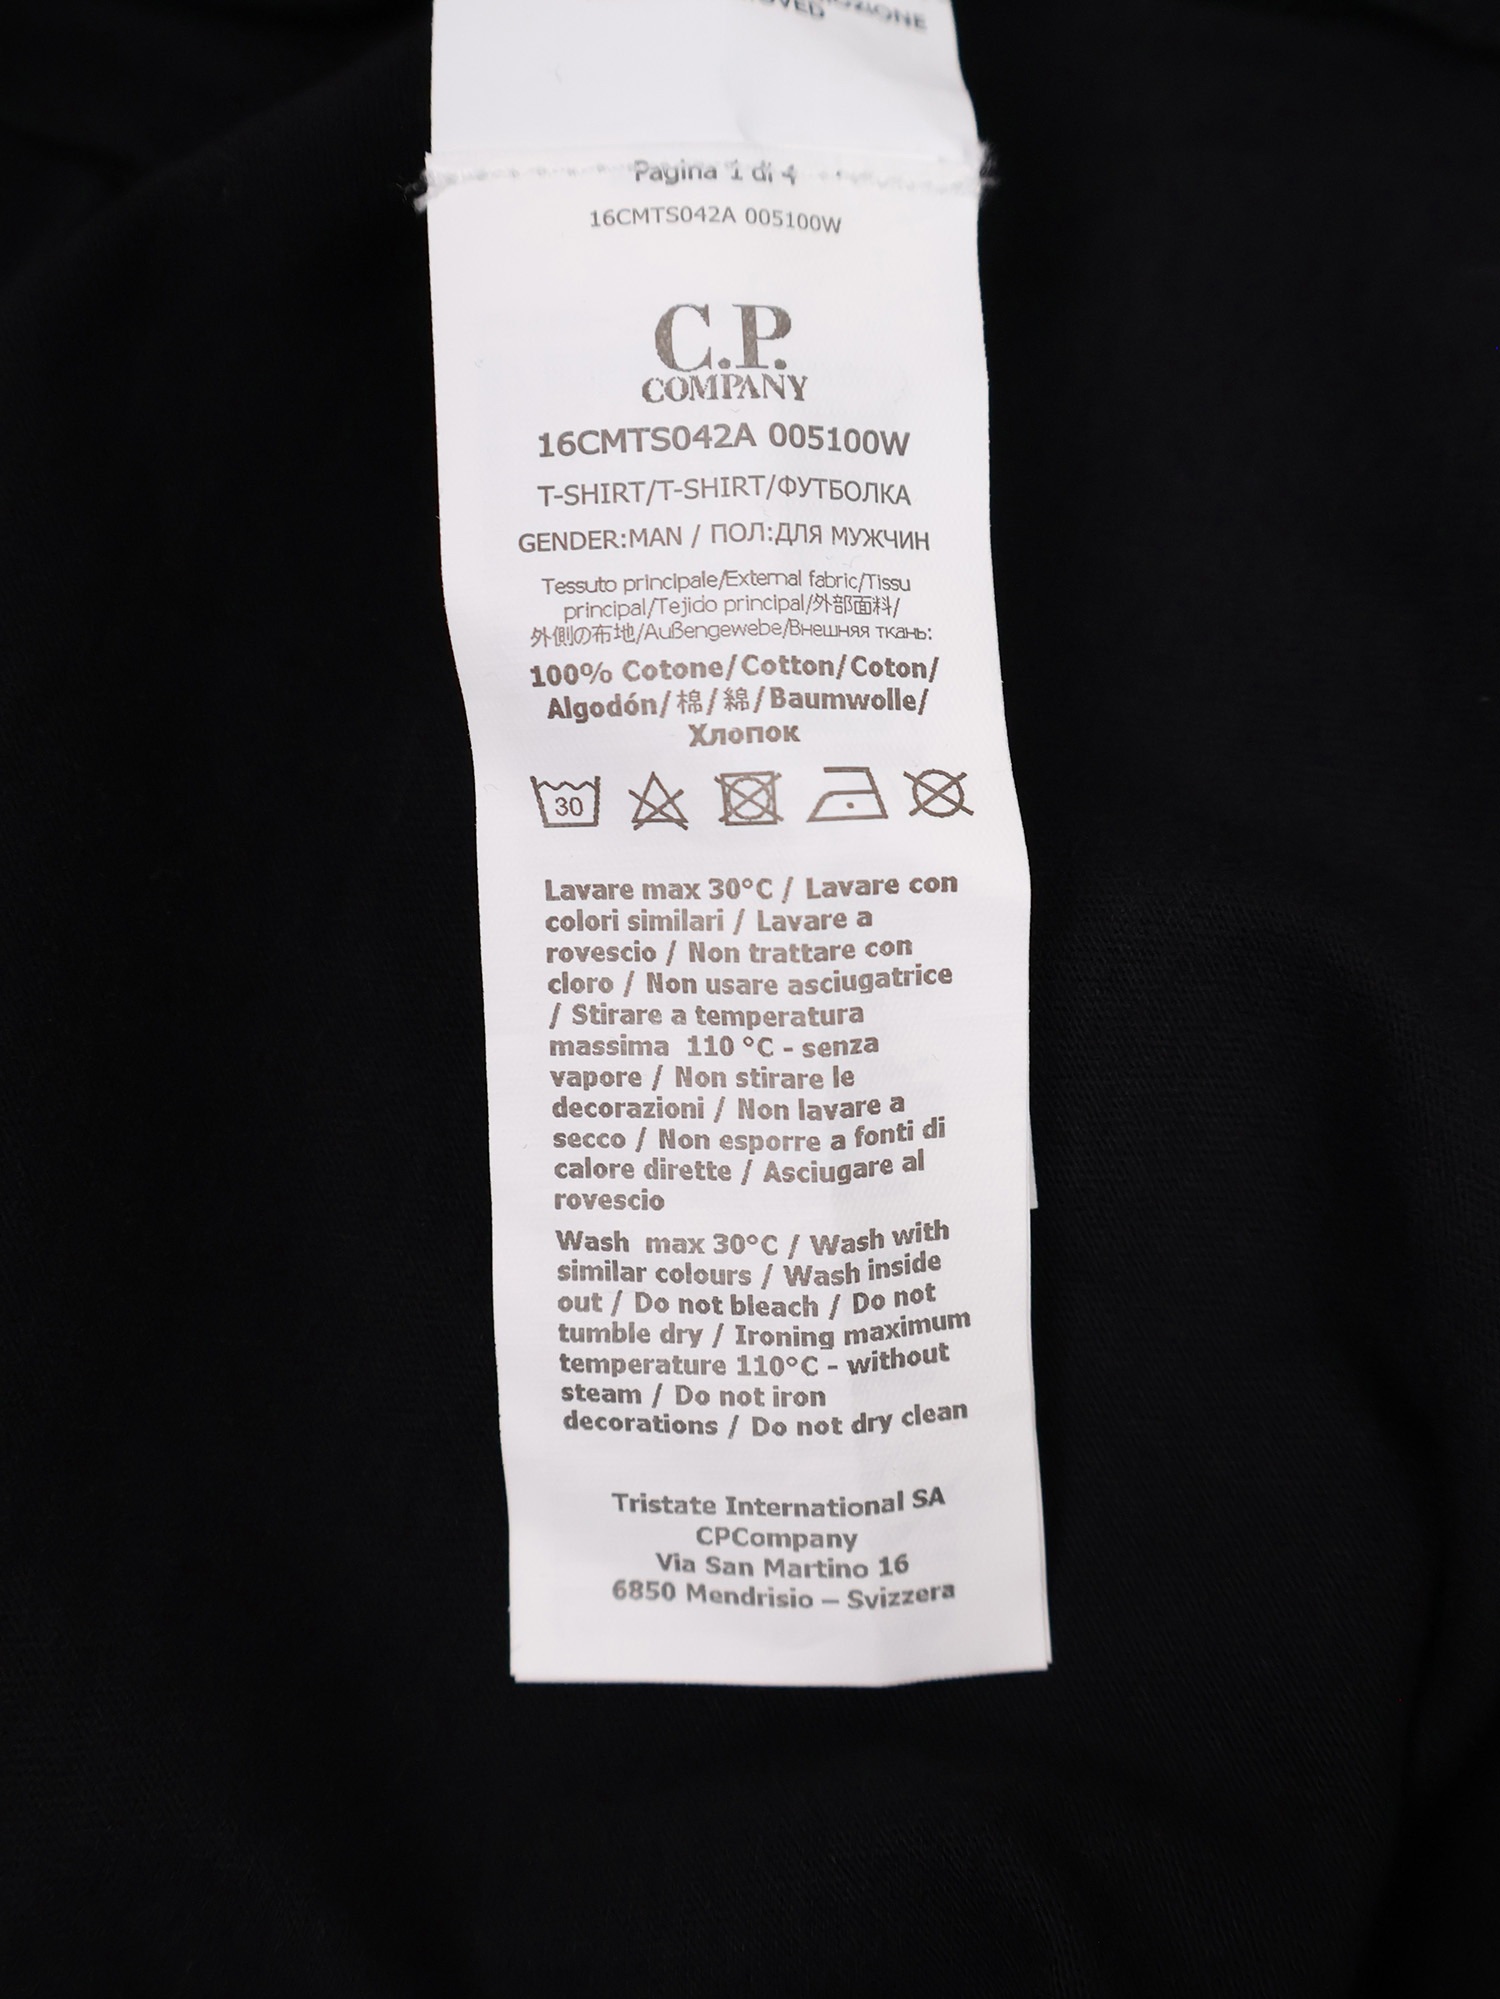 Pagina 1 di 4
16CMTS042A 005100W
C.P.
COMPANY
16CMTS042A 005100W
T-SHIRT/T-SHIRT/ФУТБОЛКА
GENDER:MAN / ПОЛ:ДЛЯ МУЖЧИН
Tessuto principale/External fabric/Tissu
principal/Tejido principal/外部面料/
外側の布地/Außengewebe/Внешняя ткань:
100% Cotone/Cotton/Coton/
Algodón/棉/綿/Baumwolle/
Хлопок
30
Lavare max 30°C / Lavare con
colori similari / Lavare a
rovescio / Non trattare con
cloro / Non usare asciugatrice
/ Stirare a temperatura
massima 110 °C - senza
vapore / Non stirare le
decorazioni / Non lavare a
secco / Non esporre a fonti di
calore dirette / Asciugare al
rovescio
Wash max 30°C / Wash with
similar colours / Wash inside
out / Do not bleach / Do not
tumble dry / Ironing maximum
temperature 110°C - without
steam / Do not iron
decorations / Do not dry clean
Tristate International SA
CPCompany
Via San Martino 16
6850 Mendrisio – Svizzera